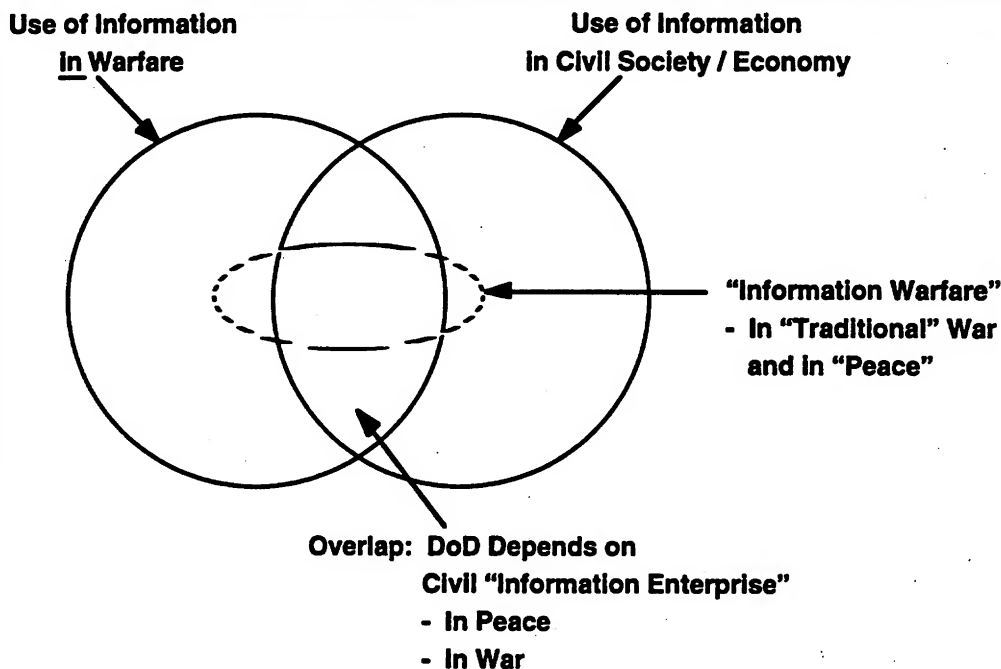 Use of Information
in Warfare
Use of Information
in Civil Society / Economy
“Information Warfare”
- In “Traditional” War
and in “Peace”
Overlap: DoD Depends on
Civil “Information Enterprise”
- In Peace
- In War